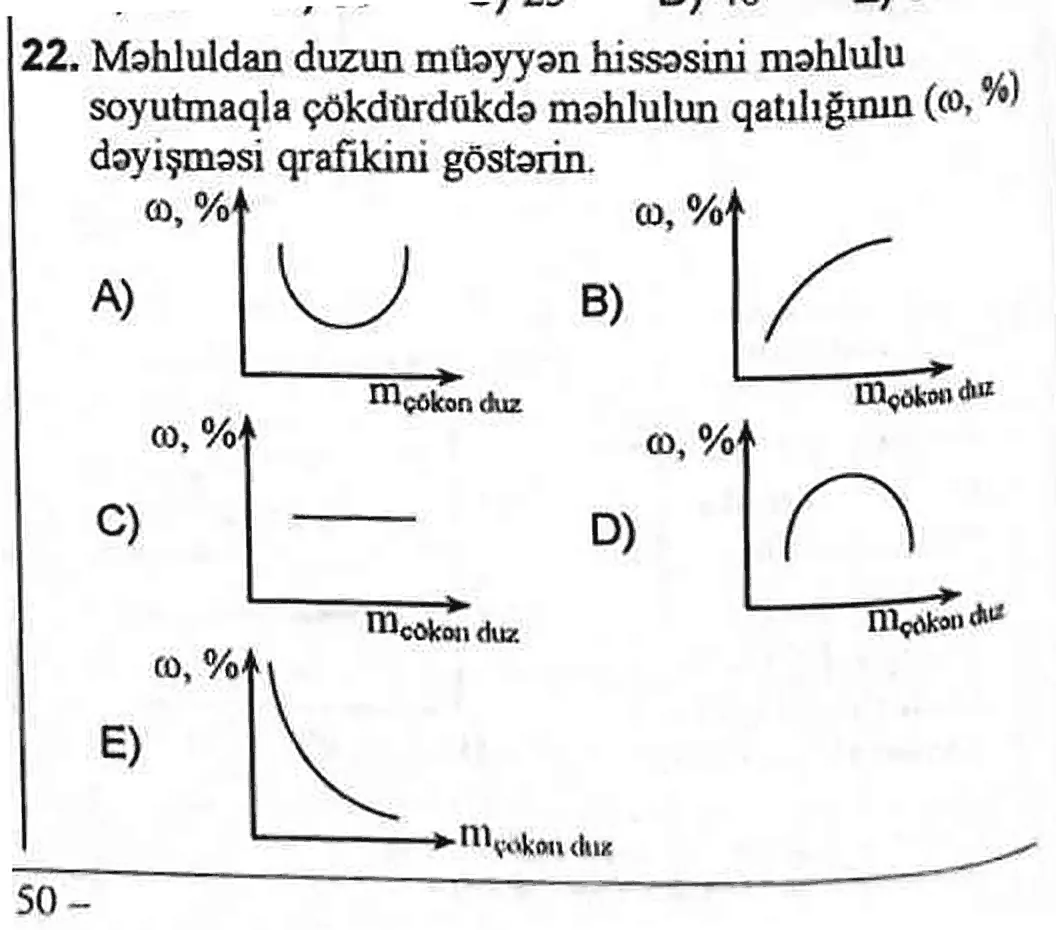 22. Məhluldan duzun müəyyən hissəsini məhlulu
soyutmaqla çökdürdükdə məhlulun qatılığının (ω, %)
dəyişməsi qrafikini göstərin.
A) ω, % mçökən duz
B) ω, % mçökən duz
C) ω, % mçökən duz
D) ω, % mçökən duz
E) ω, % mçökən duz
50 –